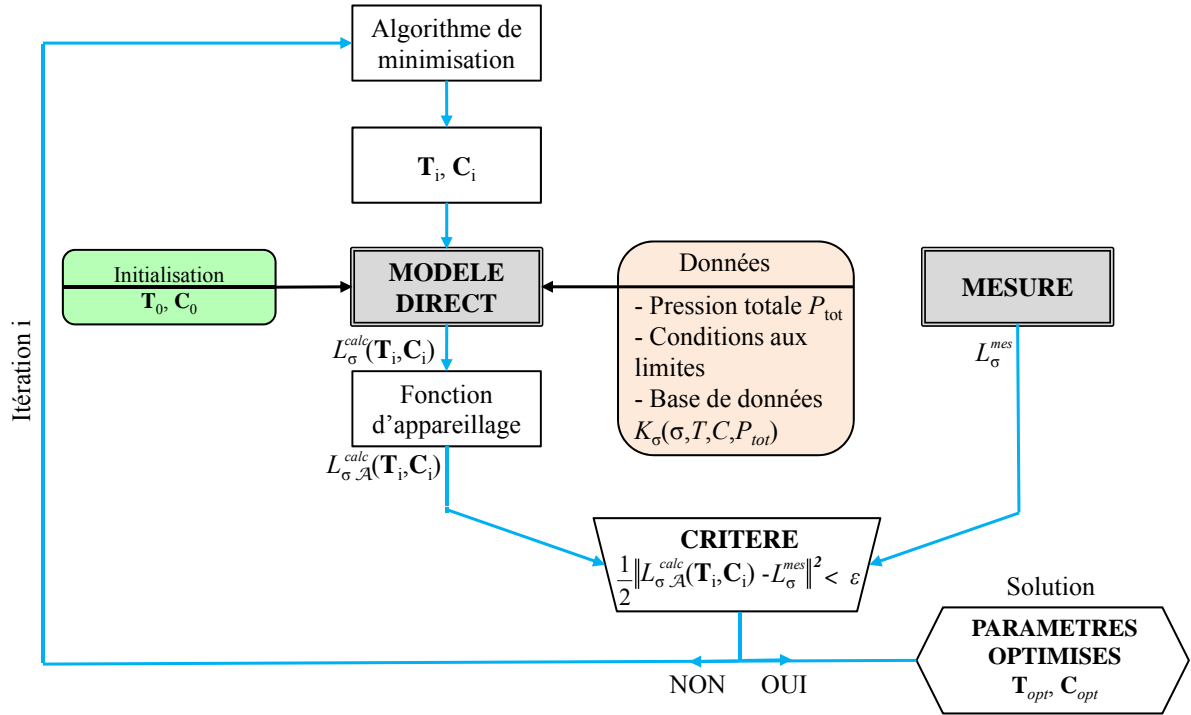 Algorithme de
minimisation
T_i, C_i
Initialisation
T_0, C_0
MODELE
DIRECT
Données
- Pression totale P_tot
- Conditions aux
limites
- Base de données
K_σ(σ,T,C,P_tot)
MESURE
L_σ^calc(T_i,C_i)
L_σ^mes
Fonction
d'appareillage
L_σ,𝒜^calc(T_i,C_i)
Itération i
CRITERE
1/2 ‖L_σ,𝒜^calc(T_i,C_i) -L_σ^mes‖² < ε
Solution
PARAMETRES
OPTIMISES
T_opt, C_opt
NON
OUI